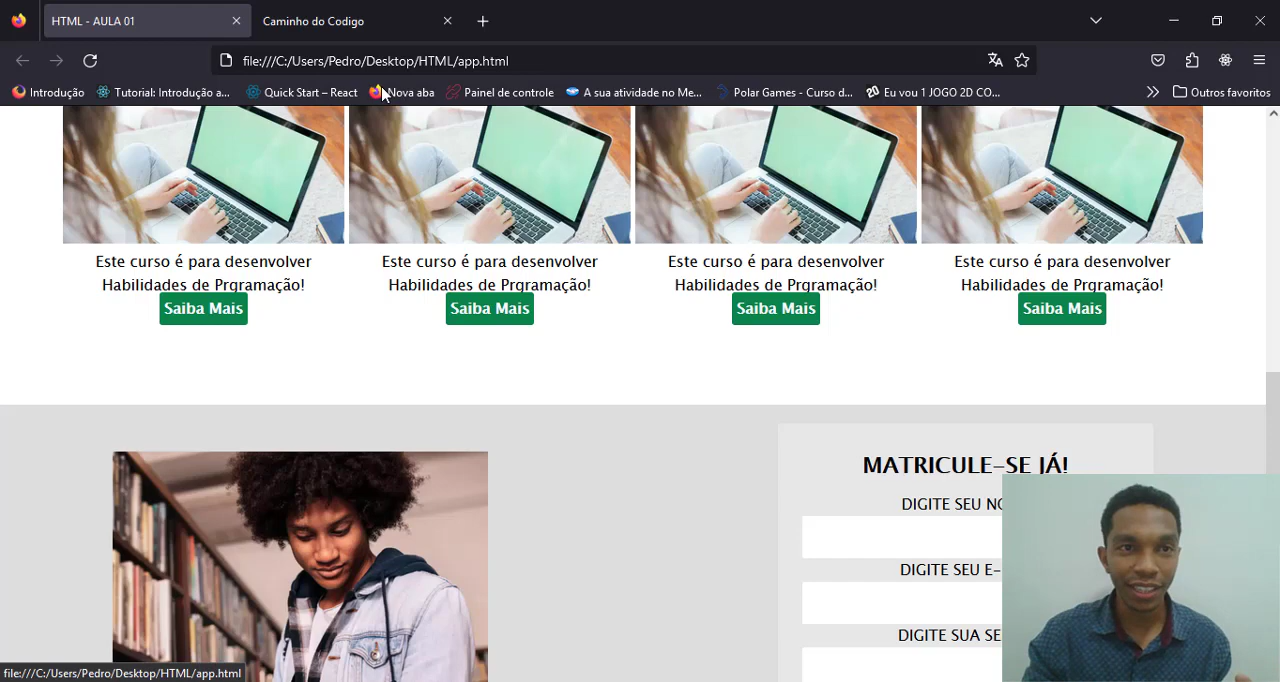 HTML - AULA 01
Caminho do Codigo
file:///C:/Users/Pedro/Desktop/HTML/app.html
Introdução
Tutorial: Introdução a...
Quick Start – React
Nova aba
Painel de controle
A sua atividade no Me...
Polar Games - Curso d...
Eu vou 1 JOGO 2D CO...
Outros favoritos
Este curso é para desenvolver Este curso é para desenvolver Este curso é para desenvolver Este curso é para desenvolver
Habilidades de Prgramação! Habilidades de Prgramação! Habilidades de Prgramação! Habilidades de Prgramação!
Saiba Mais Saiba Mais Saiba Mais Saiba Mais
MATRICULE-SE JÁ!
DIGITE SEU NO
DIGITE SEU E-
DIGITE SUA SE
file:///C:/Users/Pedro/Desktop/HTML/app.html